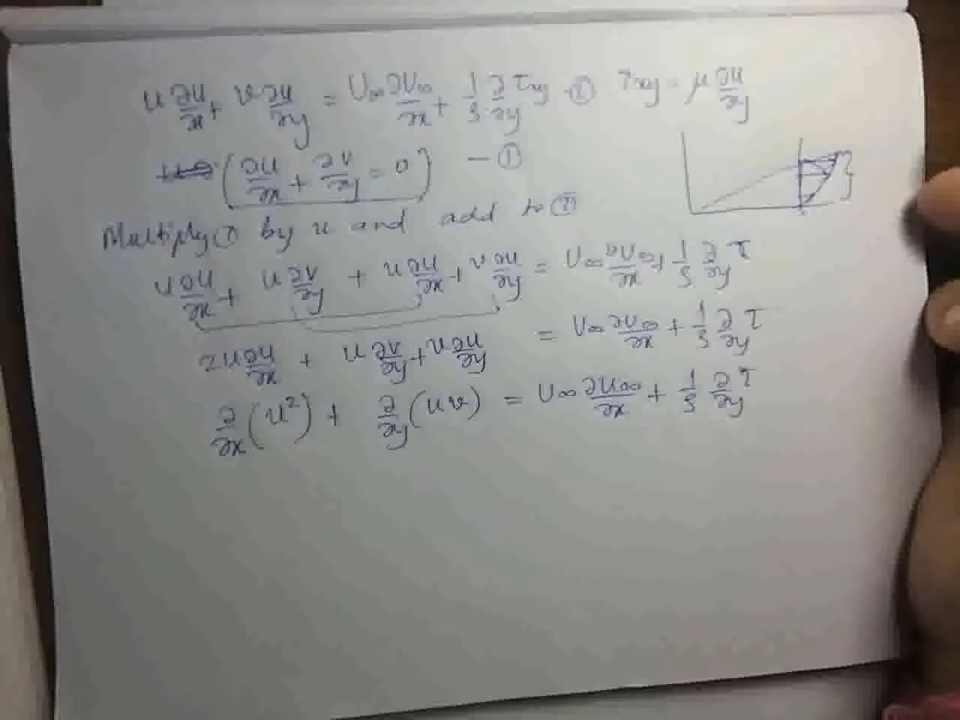 u ∂u/∂x + v ∂u/∂y = U∞ ∂U∞/∂x + 1/ρ ∂/∂y τxy - ② τxy = μ ∂u/∂y
(∂u/∂x + ∂v/∂y = 0) - ①
Multiply ① by u and add to ②
u ∂u/∂x + u ∂v/∂y + u ∂u/∂x + v ∂u/∂y = U∞ ∂U∞/∂x + 1/ρ ∂/∂y τ
2u ∂u/∂x + u ∂v/∂y + v ∂u/∂y = U∞ ∂U∞/∂x + 1/ρ ∂/∂y τ
∂/∂x (u²) + ∂/∂y (uv) = U∞ ∂U∞/∂x + 1/ρ ∂/∂y τ